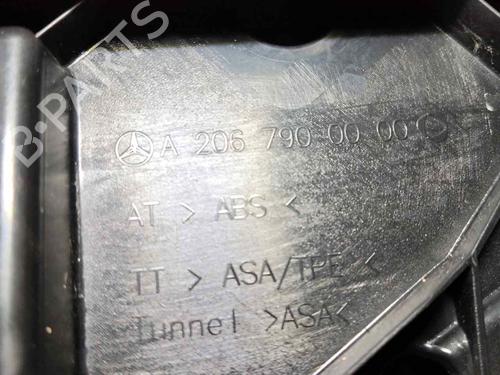 B-PARTS
A 206 790 00 00
AT > ABS <
TT > ASA/TPE <
Tunnel >ASA<